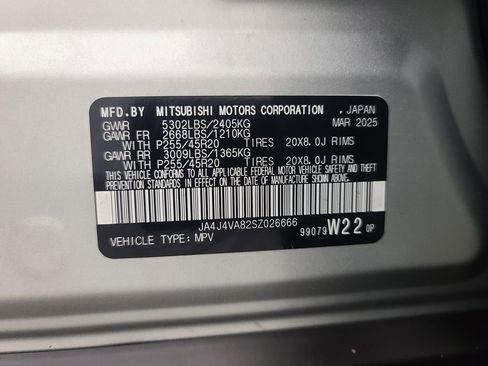 MFD.BY MITSUBISHI MOTORS CORPORATION , JAPAN
GVWR 5302LBS/2405KG MAR 2025
GAWR FR 2668LBS/1210KG
WITH P255/45R20 TIRES 20X8.0J RIMS
GAWR RR 3009LBS/1365KG
WITH P255/45R20 TIRES 20X8.0J RIMS
THIS VEHICLE CONFORMS TO ALL APPLICABLE FEDERAL MOTOR VEHICLE SAFETY AND THEFT
PREVENTION STANDARDS IN EFFECT ON THE DATE OF MANUFACTURE SHOWN ABOVE.
JA4J4VA82SZ026666
VEHICLE TYPE: MPV 99079 W22 0P